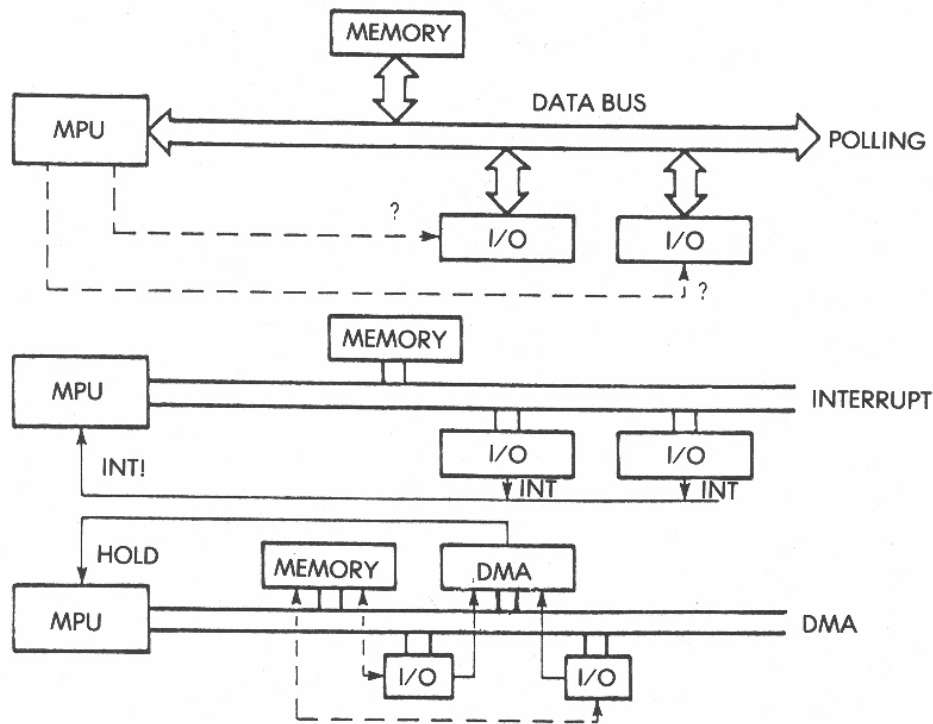 MEMORY
DATA BUS
MPU
POLLING
?
I/O
I/O
?
MEMORY
MPU
INTERRUPT
I/O
I/O
INT!
INT
INT
HOLD
MEMORY
DMA
MPU
DMA
I/O
I/O